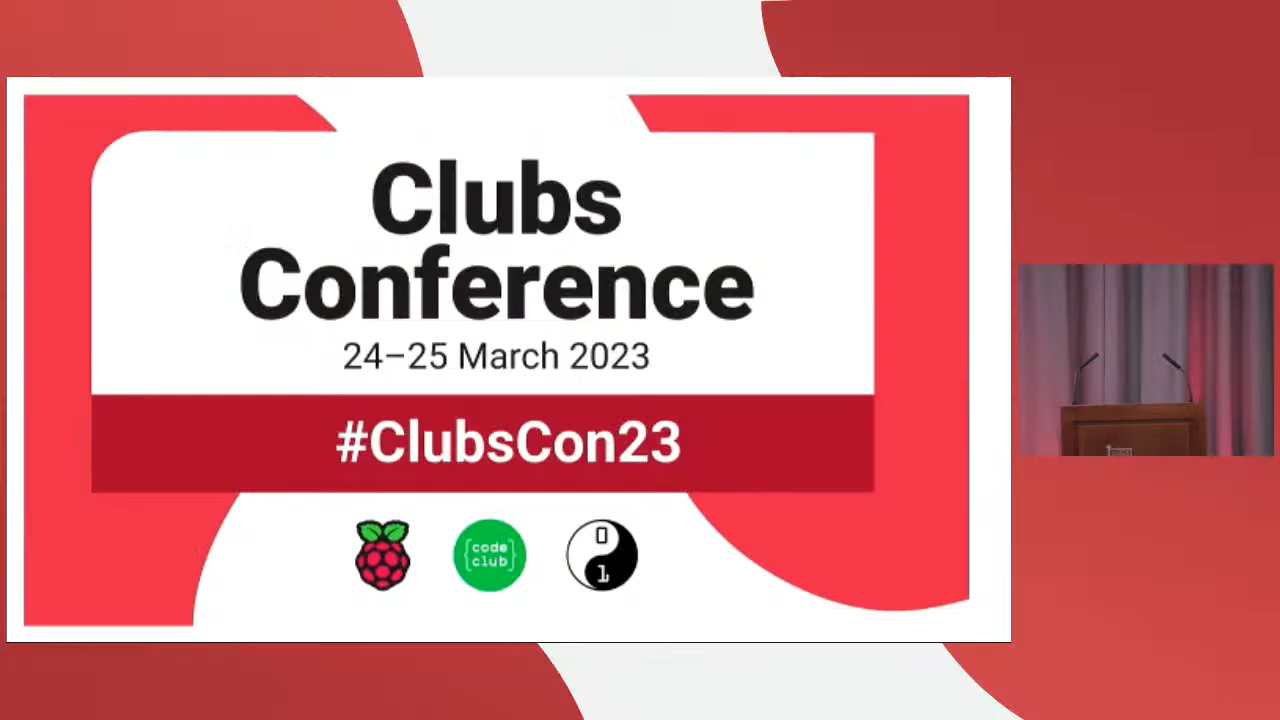 Clubs
Conference
24–25 March 2023
#ClubsCon23
{code
club}
0
1